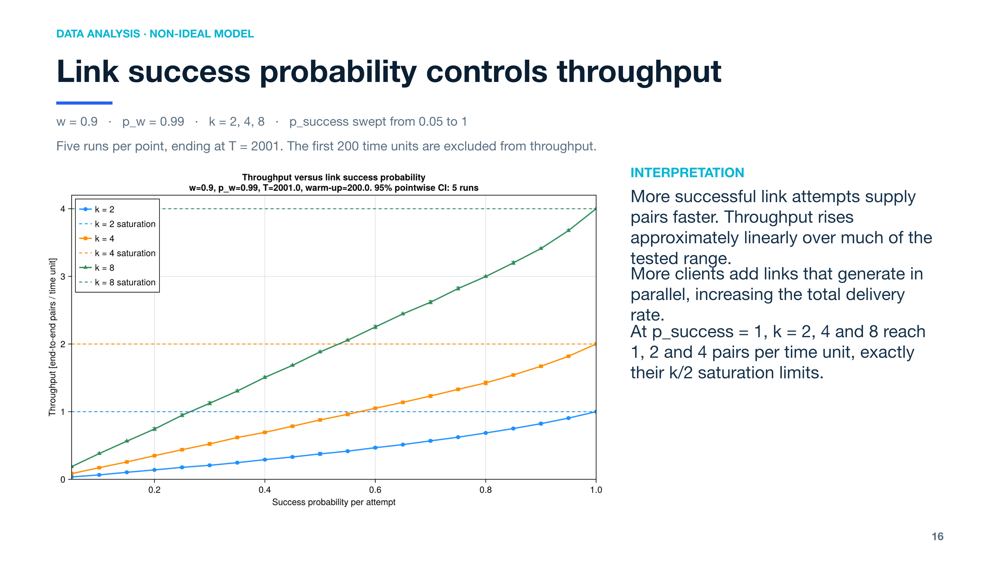 DATA ANALYSIS · NON-IDEAL MODEL
Link success probability controls throughput
w = 0.9 · p_w = 0.99 · k = 2, 4, 8 · p_success swept from 0.05 to 1
Five runs per point, ending at T = 2001. The first 200 time units are excluded from throughput.
Throughput versus link success probability
w=0.9, p_w=0.99, T=2001.0, warm-up=200.0. 95% pointwise CI: 5 runs
k = 2
k = 2 saturation
k = 4
k = 4 saturation
k = 8
k = 8 saturation
4
3
2
1
0
Throughput [end-to-end pairs / time unit]
0.2
0.4
0.6
0.8
1.0
Success probability per attempt
INTERPRETATION
More successful link attempts supply
pairs faster. Throughput rises
approximately linearly over much of the
tested range.
More clients add links that generate in
parallel, increasing the total delivery
rate.
At p_success = 1, k = 2, 4 and 8 reach
1, 2 and 4 pairs per time unit, exactly
their k/2 saturation limits.
16